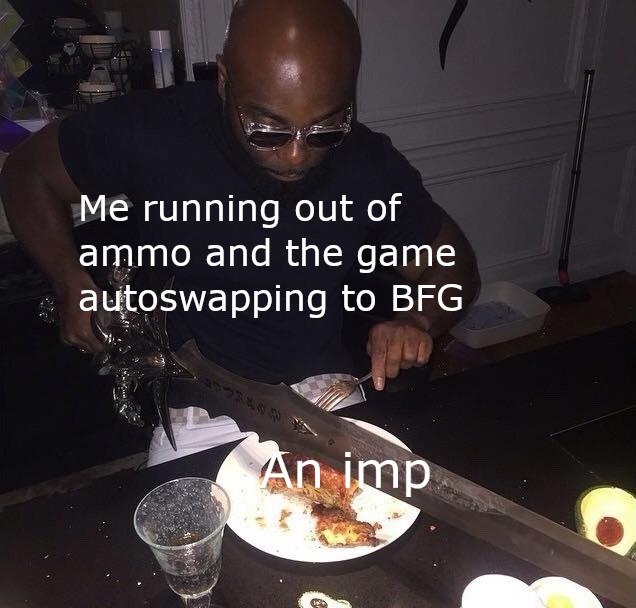 Me running out of
ammo and the game
autoswapping to BFG
An imp